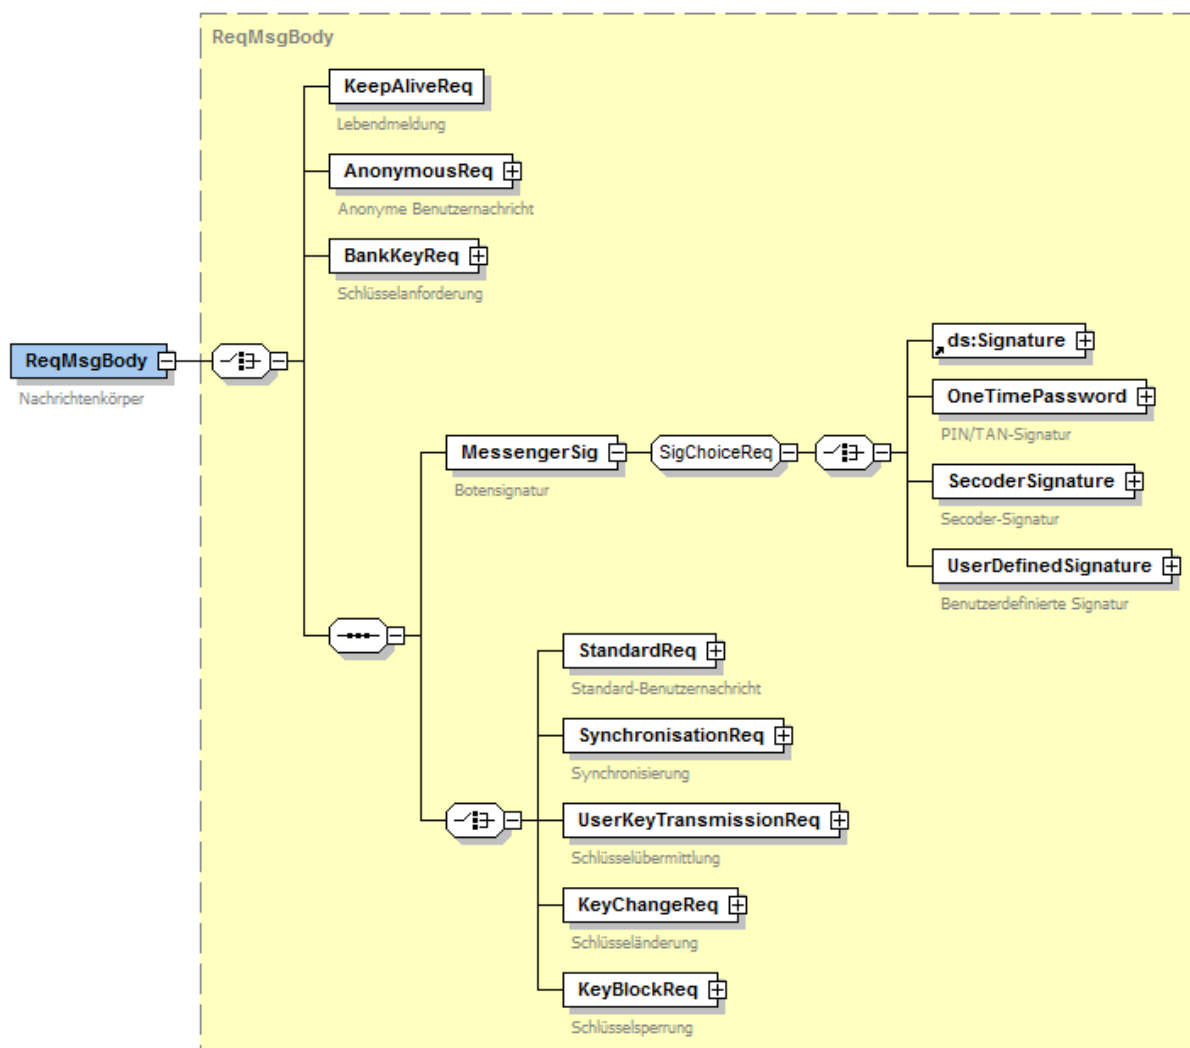 ReqMsgBody
KeepAliveReq
Lebendmeldung
AnonymousReq
Anonyme Benutzernachricht
BankKeyReq
Schlüsselanforderung
ReqMsgBody
Nachrichtenkörper
ds:Signature
OneTimePassword
PIN/TAN-Signatur
MessengerSig
Botensignatur
SigChoiceReq
SecoderSignature
Secoder-Signatur
UserDefinedSignature
Benutzerdefinierte Signatur
StandardReq
Standard-Benutzernachricht
SynchronisationReq
Synchronisierung
UserKeyTransmissionReq
Schlüsselübermittlung
KeyChangeReq
Schlüsseländerung
KeyBlockReq
Schlüsselsperrung